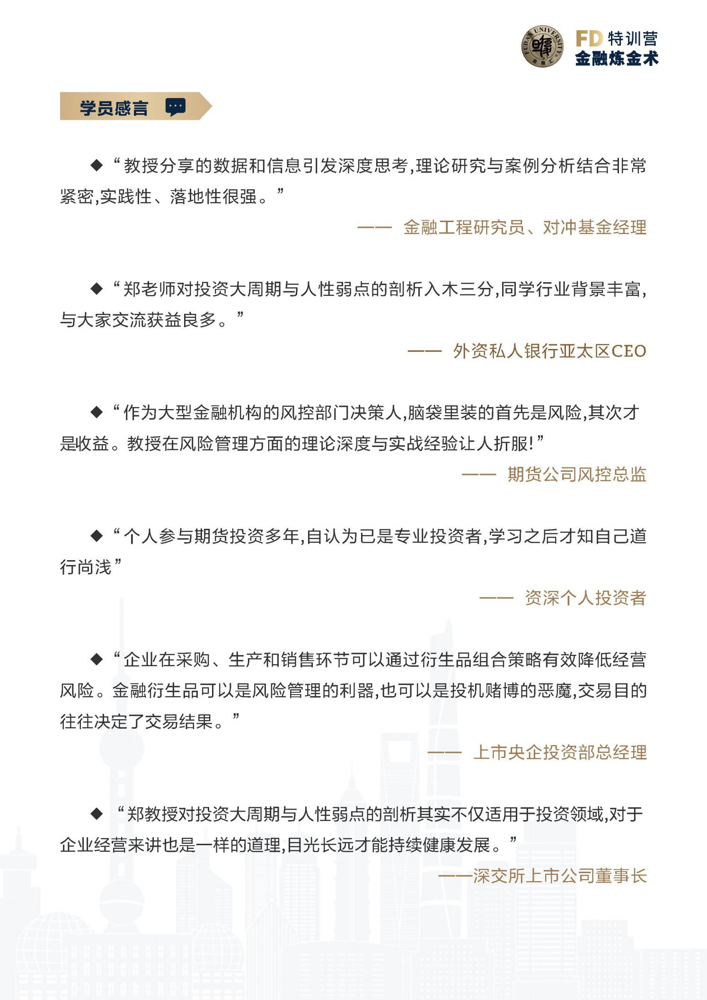 FUDAN UNIVERSITY
金融汇
FD 特训营
金融炼金术
学员感言
◆ “教授分享的数据和信息引发深度思考,理论研究与案例分析结合非常
紧密,实践性、落地性很强。”
—— 金融工程研究员、对冲基金经理
◆ “郑老师对投资大周期与人性弱点的剖析入木三分,同学行业背景丰富,
与大家交流获益良多。”
—— 外资私人银行亚太区CEO
◆ “作为大型金融机构的风控部门决策人,脑袋里装的首先是风险,其次才
是收益。教授在风险管理方面的理论深度与实战经验让人折服!”
—— 期货公司风控总监
◆ “个人参与期货投资多年,自认为已是专业投资者,学习之后才知自己道
行尚浅”
—— 资深个人投资者
◆ “企业在采购、生产和销售环节可以通过衍生品组合策略有效降低经营
风险。金融衍生品可以是风险管理的利器,也可以是投机赌博的恶魔,交易目的
往往决定了交易结果。”
—— 上市央企投资部总经理
◆ “郑教授对投资大周期与人性弱点的剖析其实不仅适用于投资领域,对于
企业经营来讲也是一样的道理,目光长远才能持续健康发展。”
——深交所上市公司董事长